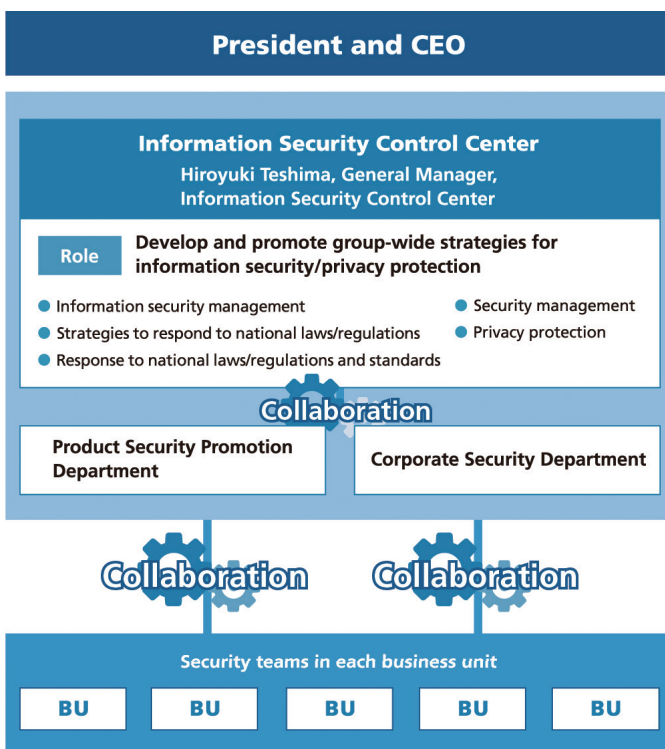 President and CEO
Information Security Control Center
Hiroyuki Teshima, General Manager,
Information Security Control Center
Role
Develop and promote group-wide strategies for
information security/privacy protection
Information security management
Strategies to respond to national laws/regulations
Response to national laws/regulations and standards
Security management
Privacy protection
Collaboration
Product Security Promotion
Department
Corporate Security Department
Collaboration
Collaboration
Security teams in each business unit
BU
BU
BU
BU
BU